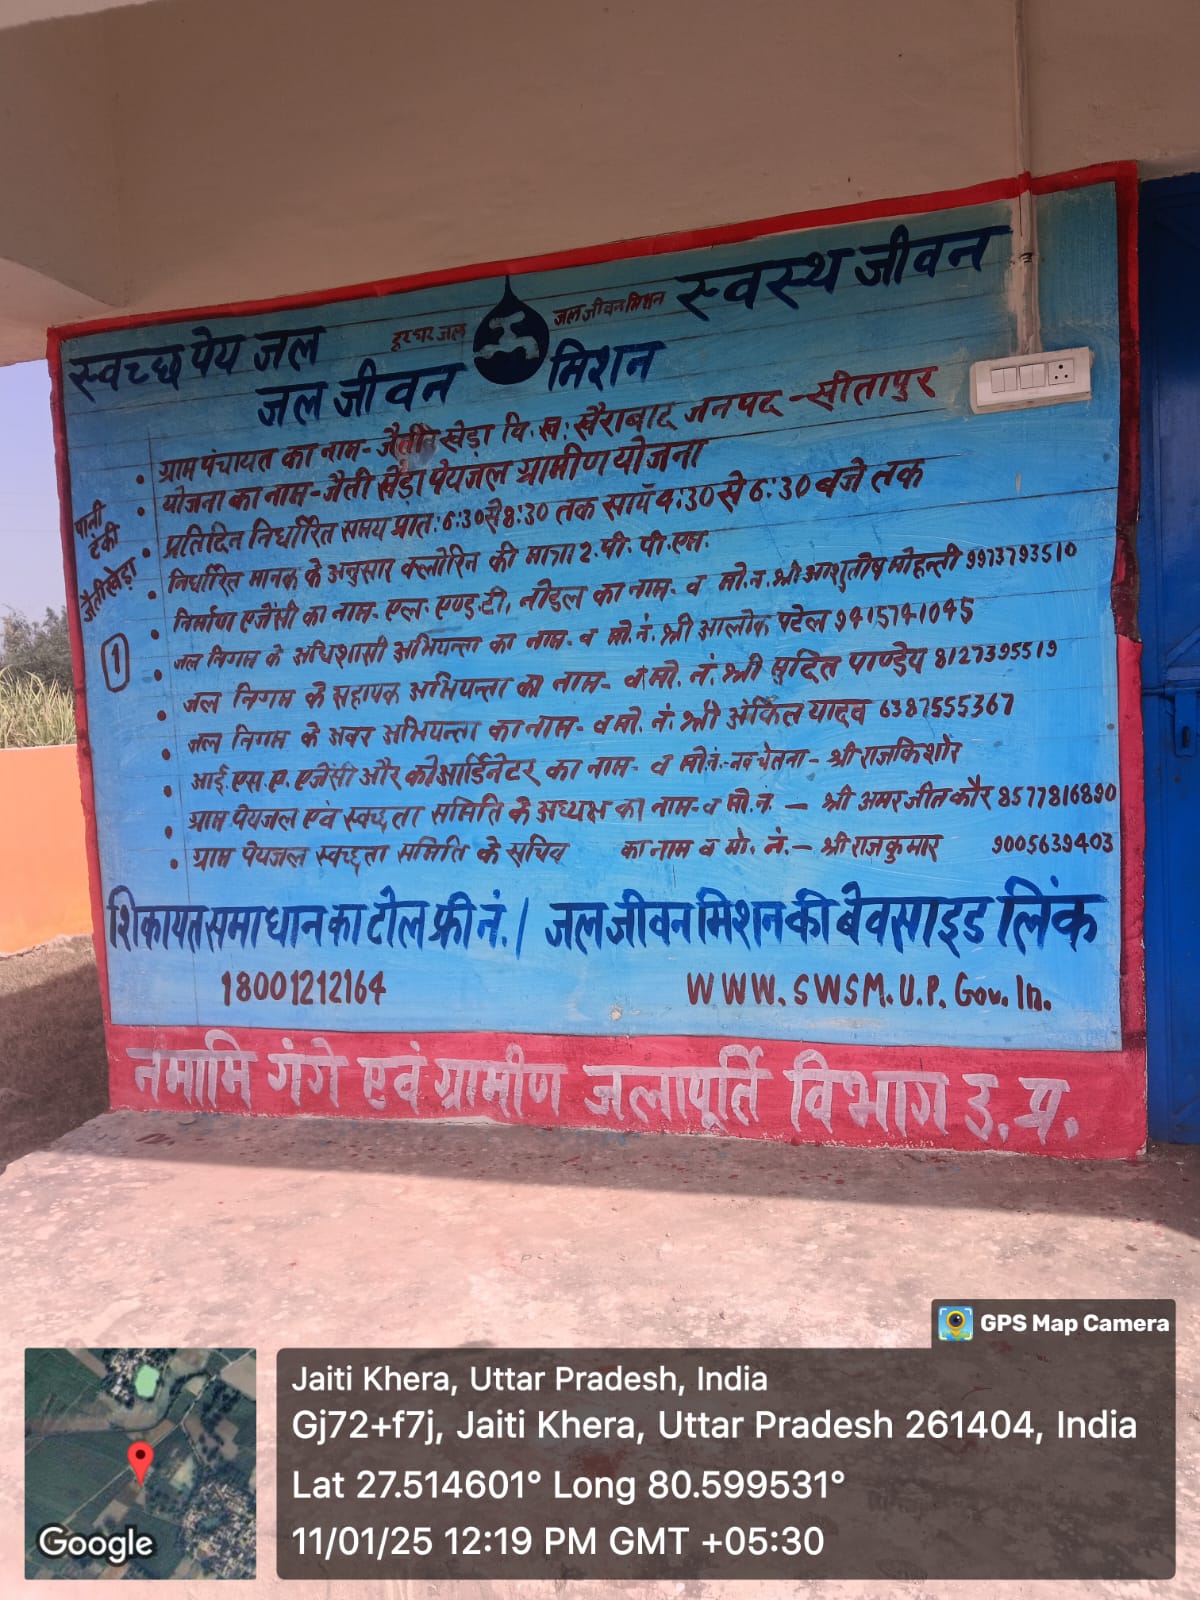 स्वच्छ पेय जल
हर घर जल
जल जीवन मिशन
स्वस्थ जीवन
जल जीवन मिशन
पानी टंकी जैतीखेड़ा
1
ग्राम पंचायत का नाम- जैती खेड़ा वि. ख: खैराबाद जनपद - सीतापुर
योजना का नाम- जैती खेड़ा पेयजल ग्रामीण योजना
प्रतिदिन निर्धारित समय प्रात: 6:30 से 8:30 तक सायँ 4:30 से 6:30 बजे तक
निर्धारित मानक के अनुसार क्लोरिन की मात्रा 2. पी. पी. एम.
निर्माण एजेंसी का नाम- एल. एण्ड. टी. नोडल का नाम- व मो.न. श्री आशुतोष मोहन्ती 9973793510
जल निगम के अधिशासी अभियन्ता का नाम- व मो.नं. श्री आलोक पटेल 9415741045
जल निगम के सहायक अभियन्ता का नाम- व मो. नं. श्री मुदित पाण्डेय 8127395519
जल निगम के अवर अभियन्ता का नाम- व मो. नं. श्री अंकित यादव 6387555367
आई. एस. ए. एजेंसी और कोआर्डिनेटर का नाम- व मो.नं.- नव चेतना - श्री राजकिशोर
ग्राम पेयजल एवं स्वच्छता समिति के अध्यक्ष का नाम- व मो. नं - श्री अमरजीत कौर 8577816890
ग्राम पेयजल स्वच्छता समिति के सचिव का नाम व मो. नं.- श्री राजकुमार 9005639403
शिकायत समाधान का टोल फ्री नं. / जल जीवन मिशन की बेवसाइड लिंक
18001212164 WWW.SWSM.U.P.Gov.In.
नमामि गंगे एवं ग्रामीण जलापूर्ति विभाग उ.प्र.
GPS Map Camera
Jaiti Khera, Uttar Pradesh, India
Gj72+f7j, Jaiti Khera, Uttar Pradesh 261404, India
Lat 27.514601° Long 80.599531°
11/01/25 12:19 PM GMT +05:30
Google